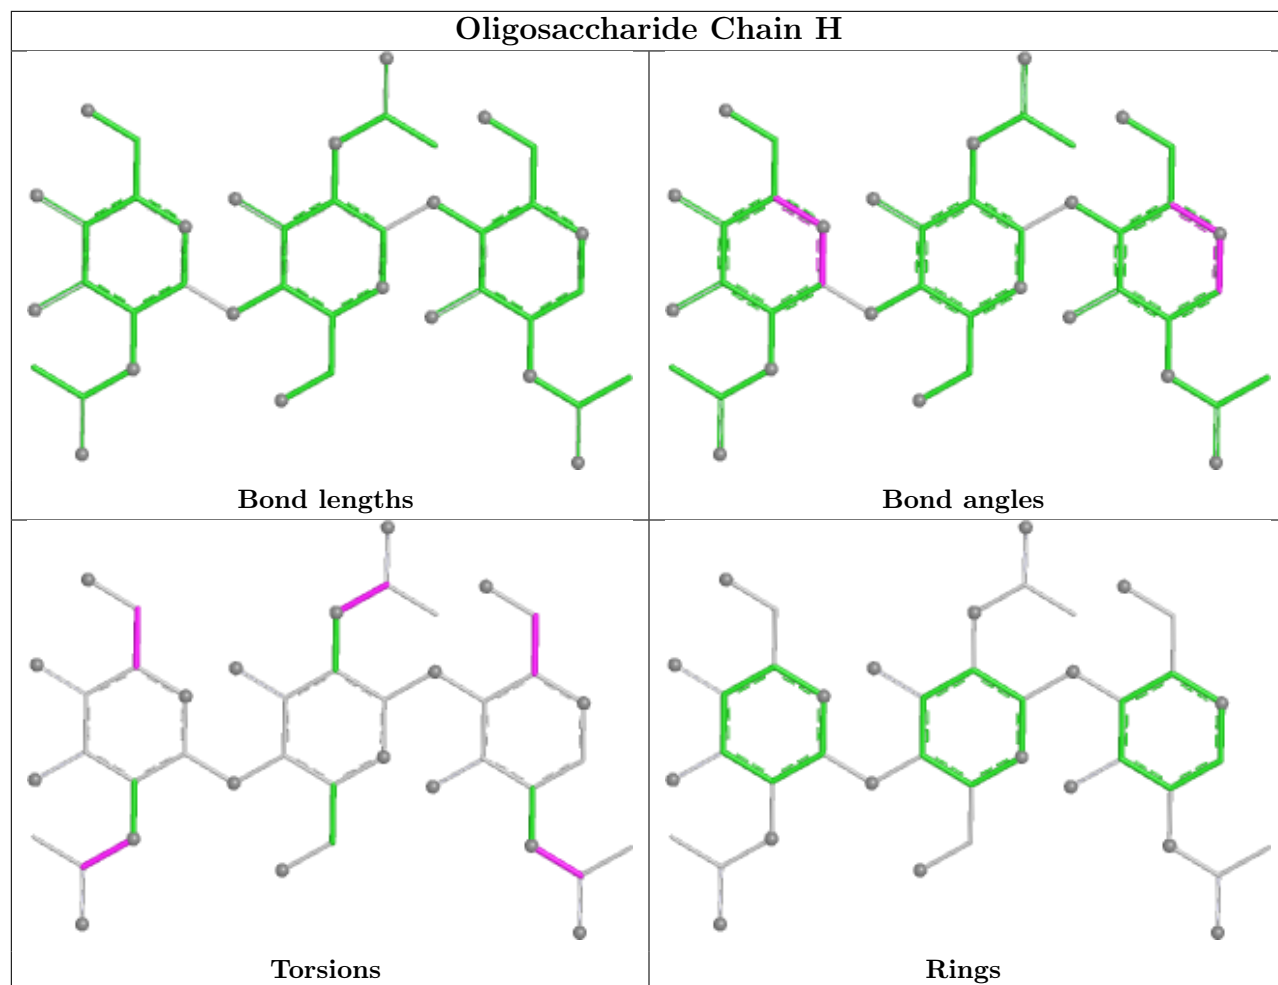 Oligosaccharide Chain H
Bond lengths
Bond angles
Torsions
Rings